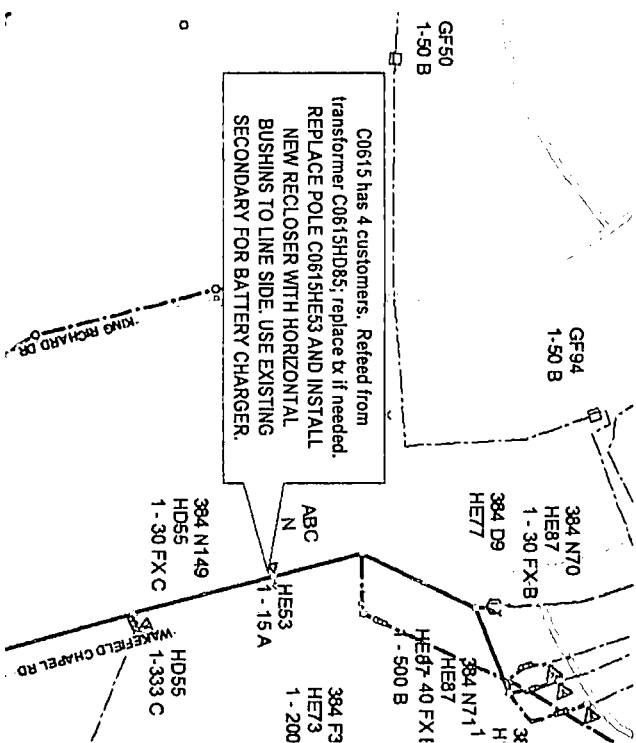 GF50
1-50 B
GF94
1-50 B
C0615 has 4 customers. Refeed from
transformer C0615HD85; replace tx if needed.
REPLACE POLE C0615HE53 AND INSTALL
NEW RECLOSER WITH HORIZONTAL
BUSHINS TO LINE SIDE. USE EXISTING
SECONDARY FOR BATTERY CHARGER.
KING RICHARD DR
384 N70
HE87
1 - 30 FX B
384 D9
HE77
ABC
N
HE53
1 - 15 A
384 N149
HD55
1 - 30 FX C
HD55
1-333 C
WAKEFIELD CHAPEL RD
384 N71
HE87
40 FX
HE87
- 500 B
384 F3
HE73
1 - 200